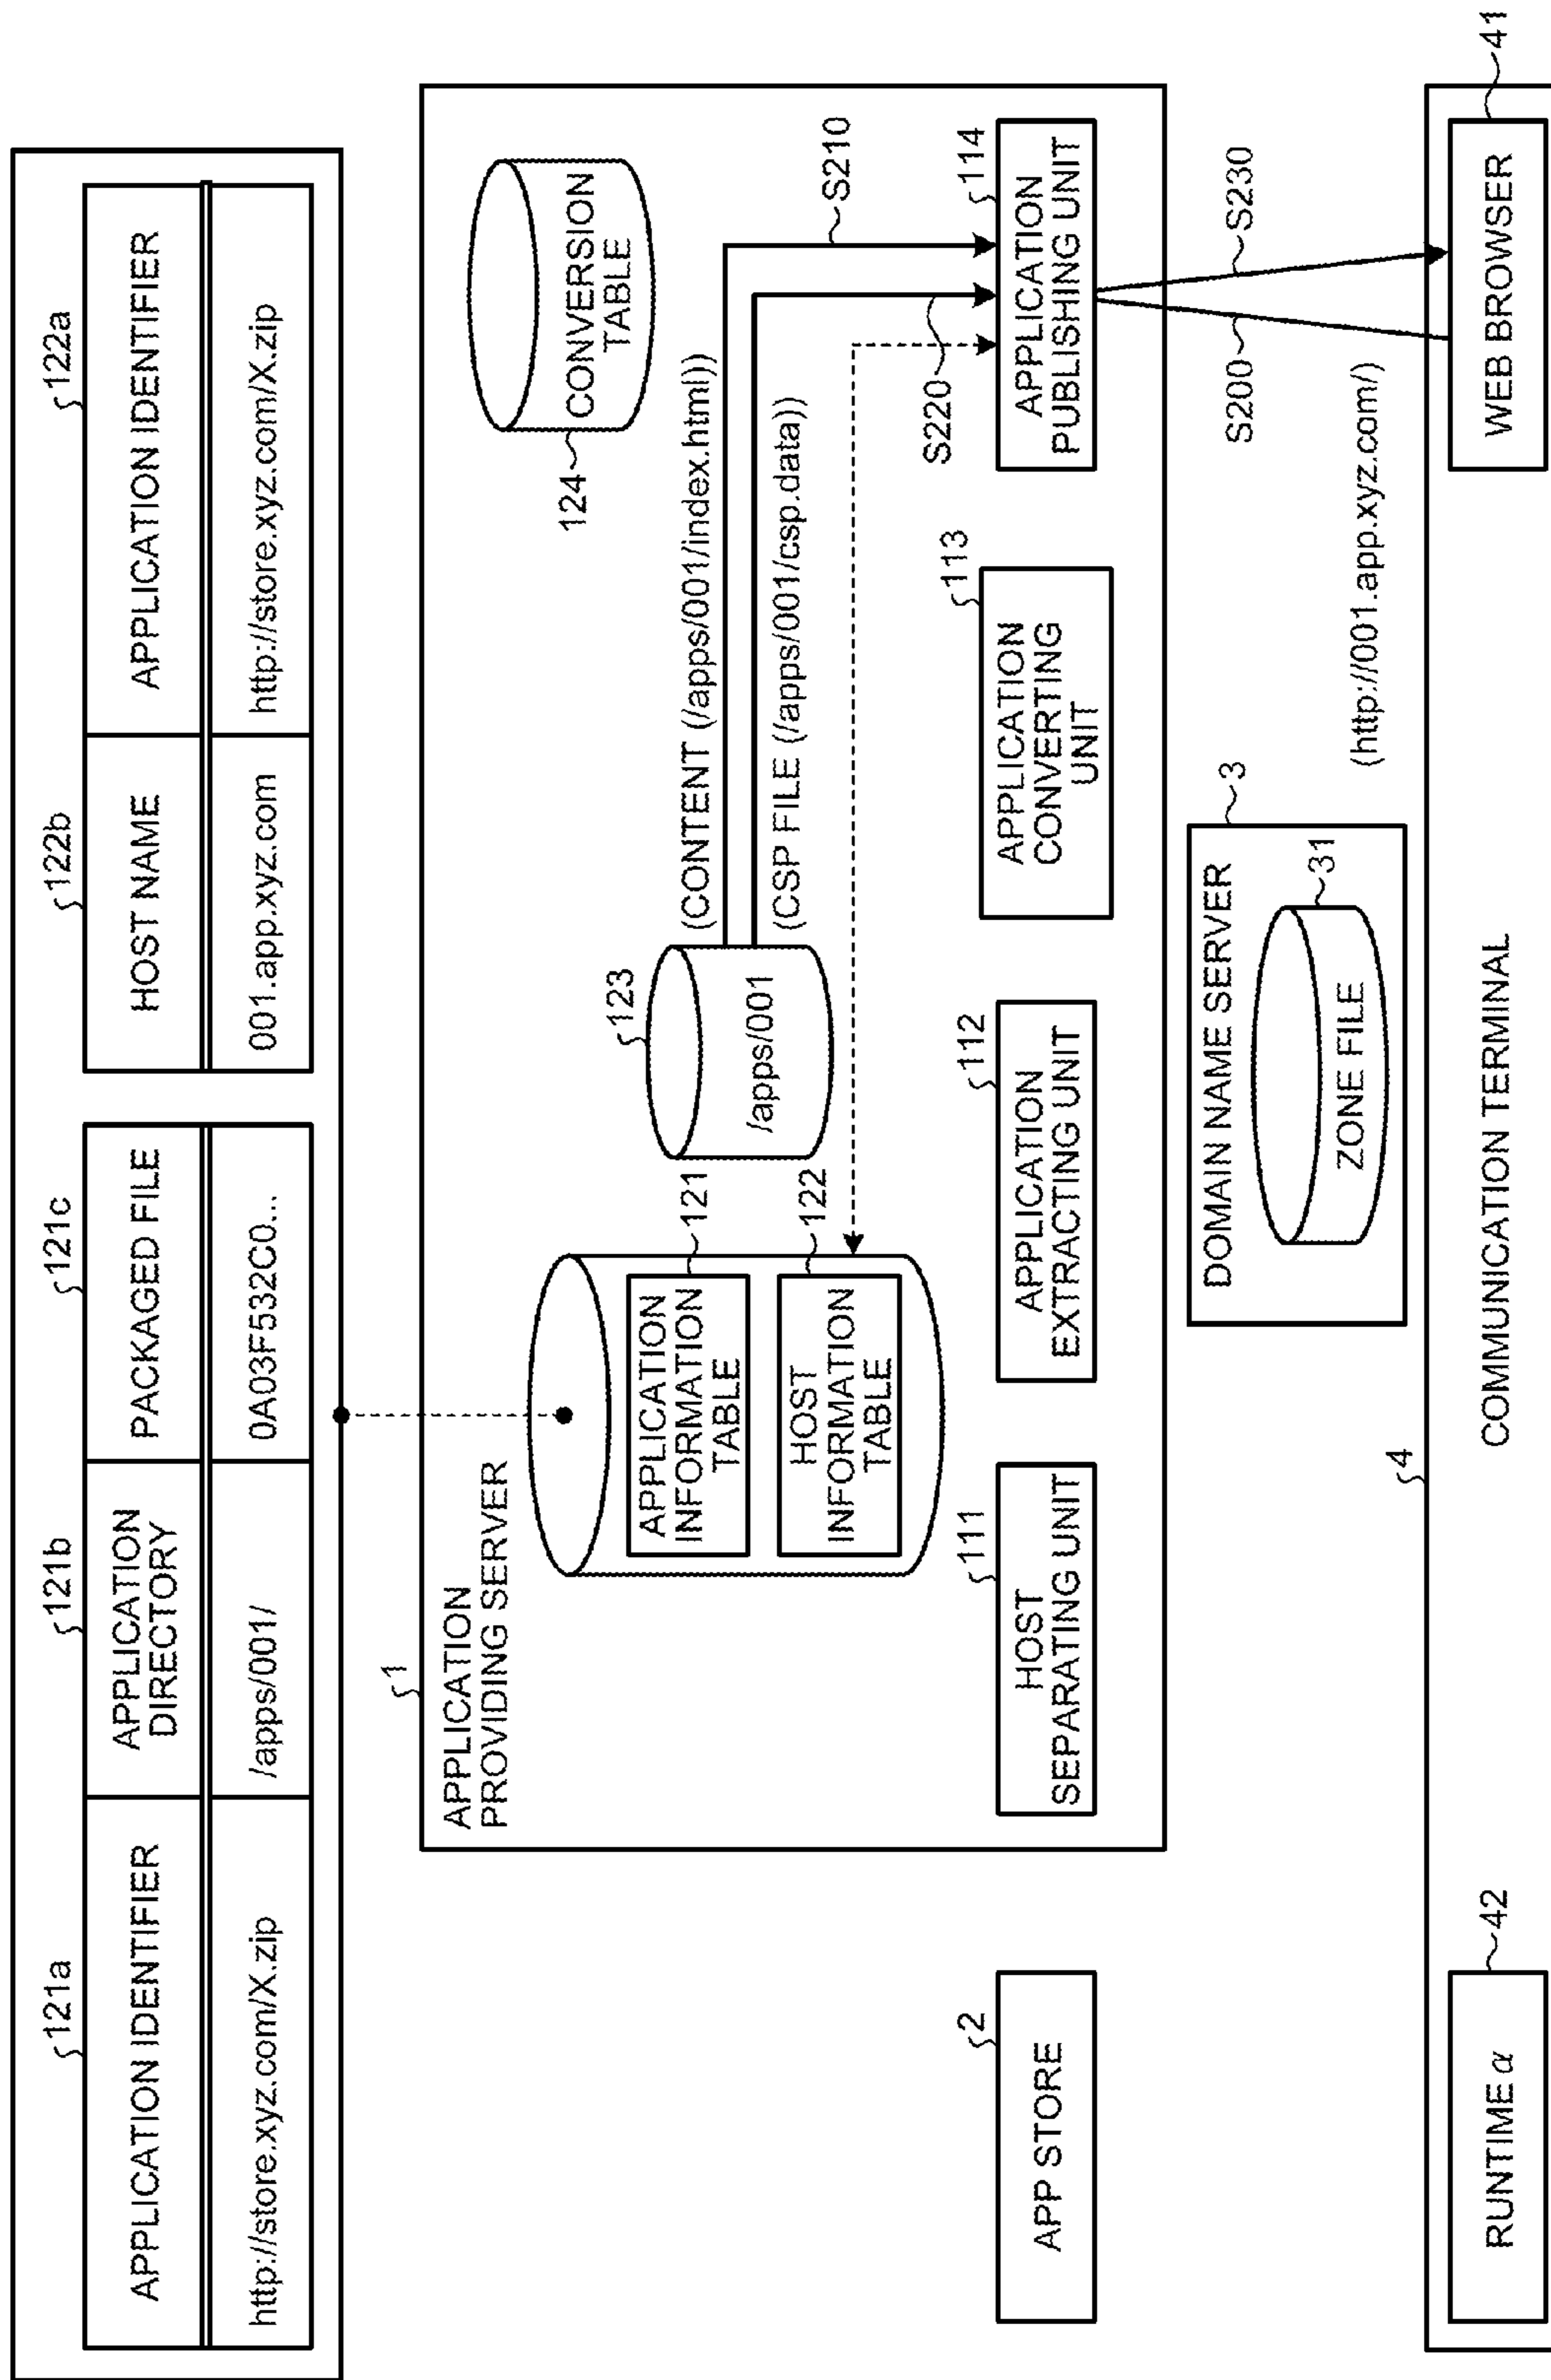 121a
121b
121c
122b
122a
APPLICATION IDENTIFIER
APPLICATION
DIRECTORY
PACKAGED FILE
HOST NAME
APPLICATION IDENTIFIER
http://store.xyz.com/X.zip
/apps/001/
0A03F532C0...
001.app.xyz.com
http://store.xyz.com/X.zip
1
APPLICATION
PROVIDING SERVER
APPLICATION
INFORMATION
TABLE
121
HOST
INFORMATION
TABLE
122
123
/apps/001
124
CONVERSION
TABLE
(CONTENT (/apps/001/index.html))
S210
(CSP FILE (/apps/001/csp.data))
S220
2
APP STORE
111
HOST
SEPARATING UNIT
112
APPLICATION
EXTRACTING UNIT
113
APPLICATION
CONVERTING
UNIT
114
APPLICATION
PUBLISHING UNIT
DOMAIN NAME SERVER
3
31
ZONE FILE
(http://001.app.xyz.com/)
S200
S230
4
COMMUNICATION TERMINAL
RUNTIME α
42
WEB BROWSER
41